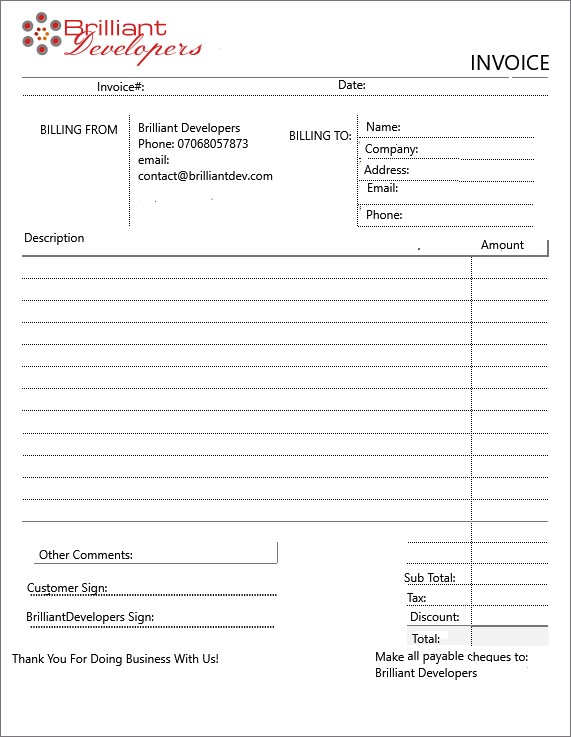 Brilliant
Developers
INVOICE
Invoice#:
Date:
BILLING FROM
Brilliant Developers
Phone: 07068057873
email:
contact@brilliantdev.com
BILLING TO:
Name:
Company:
Address:
Email:
Phone:
Description
Amount
Other Comments:
Customer Sign:
BrilliantDevelopers Sign:
Sub Total:
Tax:
Discount:
Total:
Thank You For Doing Business With Us!
Make all payable cheques to:
Brilliant Developers